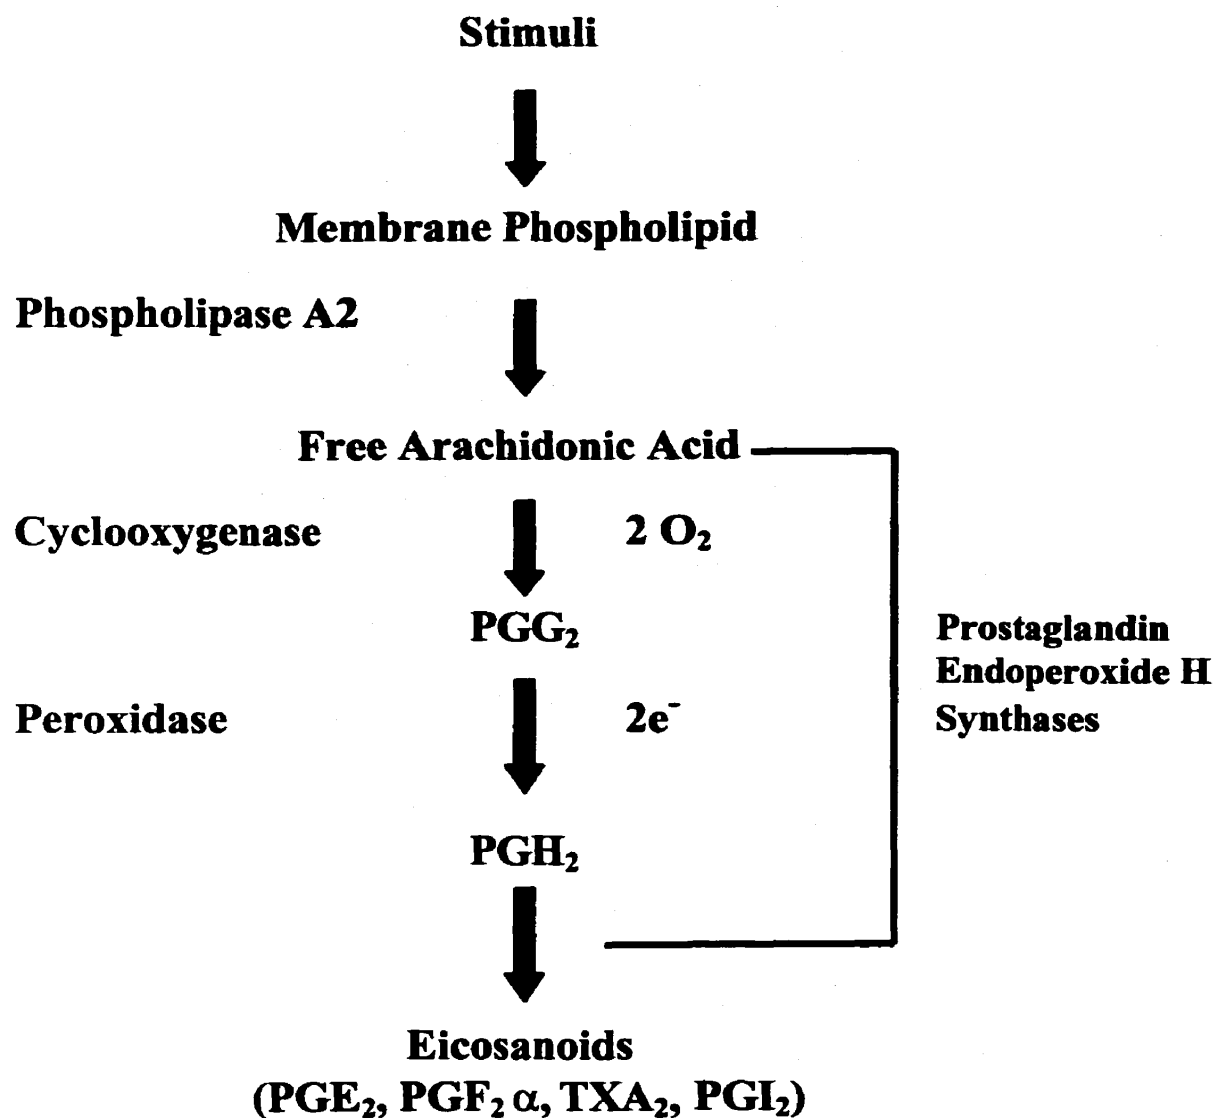 Stimuli
Membrane Phospholipid
Phospholipase A2
Free Arachidonic Acid
Cyclooxygenase
2 O₂
PGG₂
Prostaglandin
Endoperoxide H
Synthases
Peroxidase
2e⁻
PGH₂
Eicosanoids
(PGE₂, PGF₂ α, TXA₂, PGI₂)